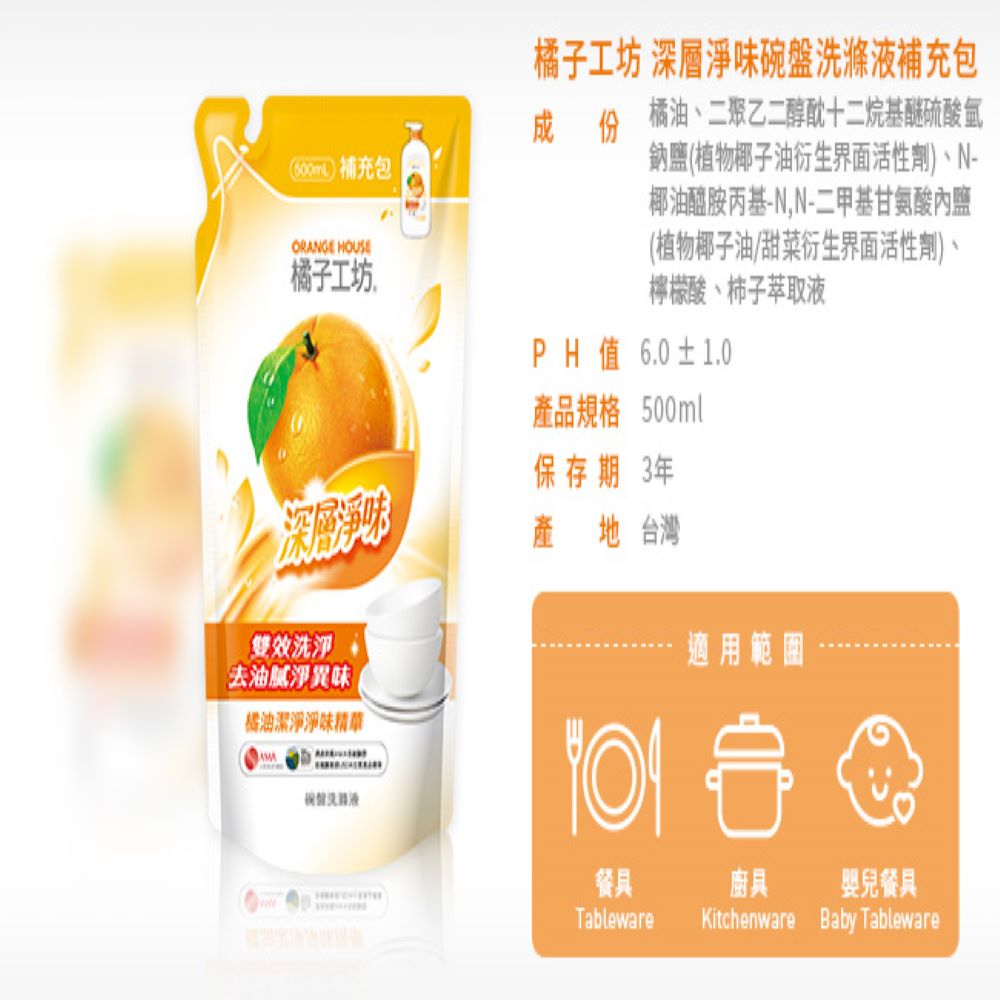 橘子工坊 深層淨味碗盤洗滌液補充包
成份 橘油、二聚乙二醇酞十二烷基醚硫酸氫
鈉鹽(植物椰子油衍生界面活性劑)、N-
椰油醯胺丙基-N,N-二甲基甘氨酸內鹽
(植物椰子油/甜菜衍生界面活性劑)、
檸檬酸、柿子萃取液
PH值 6.0 ± 1.0
產品規格 500ml
保存期 3年
產地 台灣
適用範圍
餐具 廚具 嬰兒餐具
Tableware Kitchenware Baby Tableware
500mL 補充包
ORANGE HOUSE
橘子工坊
深層淨味
雙效洗淨
去油膩淨異味
橘油潔淨淨味精華
AMA
碗盤洗滌液